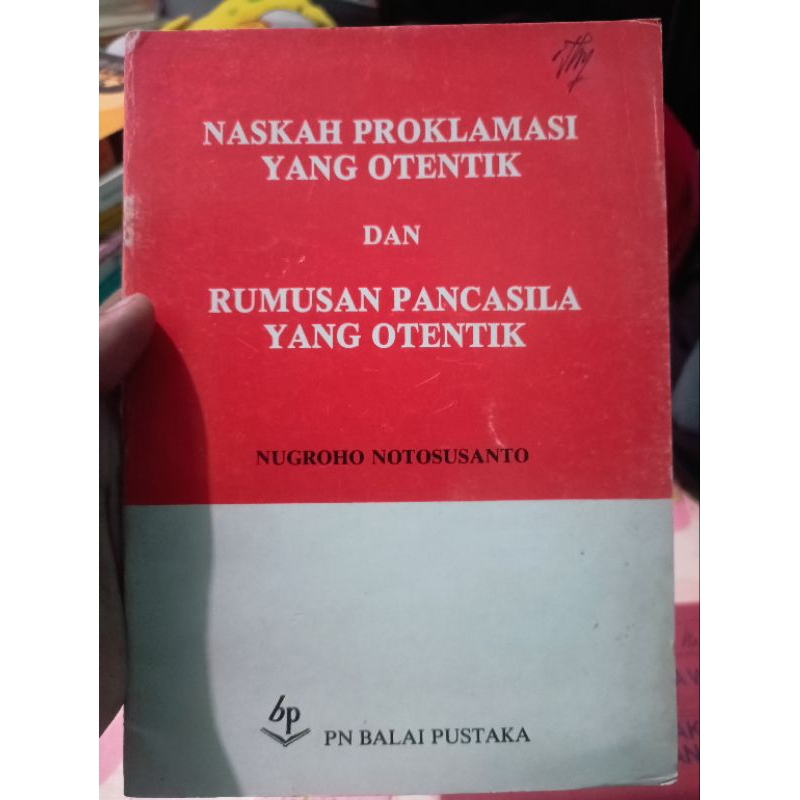 NASKAH PROKLAMASI
YANG OTENTIK
DAN
RUMUSAN PANCASILA
YANG OTENTIK
NUGROHO NOTOSUSANTO
bp
PN BALAI PUSTAKA